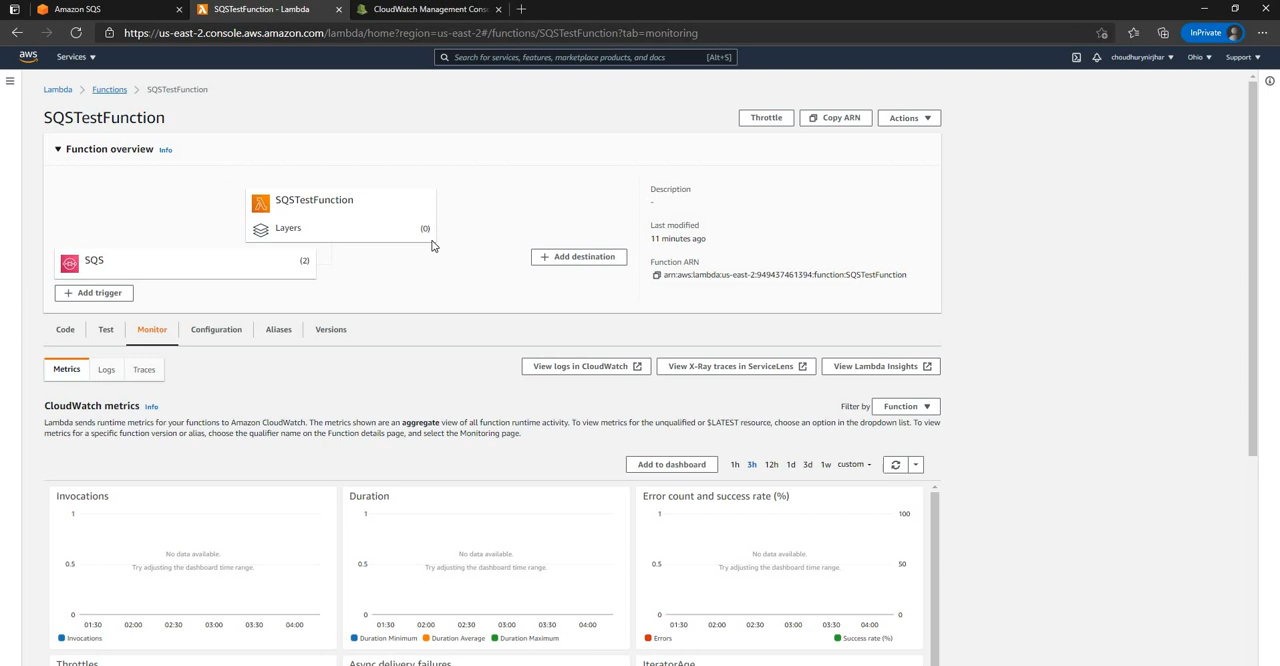 Amazon SQS
SQSTestFunction - Lambda
CloudWatch Management Cons
https://us-east-2.console.aws.amazon.com/lambda/home?region=us-east-2#/functions/SQSTestFunction?tab=monitoring
InPrivate
aws
Services
Search for services, features, marketplace products, and docs
[Alt+S]
choudhurynirjhar
Ohio
Support
Lambda
Functions
SQSTestFunction
SQSTestFunction
Throttle
Copy ARN
Actions
Function overview
Info
SQSTestFunction
Layers
(0)
SQS
(2)
Add trigger
Add destination
Description
-
Last modified
11 minutes ago
Function ARN
arn:aws:lambda:us-east-2:949437461394:function:SQSTestFunction
Code
Test
Monitor
Configuration
Aliases
Versions
Metrics
Logs
Traces
View logs in CloudWatch
View X-Ray traces in ServiceLens
View Lambda Insights
CloudWatch metrics
Info
Filter by
Function
Lambda sends runtime metrics for your functions to Amazon CloudWatch. The metrics shown are an aggregate view of all function runtime activity. To view metrics for the unqualified or $LATEST resource, choose an option in the dropdown list. To view
metrics for a specific function version or alias, choose the qualifier name on the Function details page, and select the Monitoring page.
Add to dashboard
1h
3h
12h
1d
3d
1w
custom
Invocations
1
0.5
0
No data available.
Try adjusting the dashboard time range.
01:30 02:00 02:30 03:00 03:30 04:00
Invocations
Duration
1
0.5
0
No data available.
Try adjusting the dashboard time range.
01:30 02:00 02:30 03:00 03:30 04:00
Duration Minimum
Duration Average
Duration Maximum
Error count and success rate (%)
1
0.5
0
100
50
0
No data available.
Try adjusting the dashboard time range.
01:30 02:00 02:30 03:00 03:30 04:00
Errors
Success rate (%)
Throttles
Async delivery failures
IteratorAge